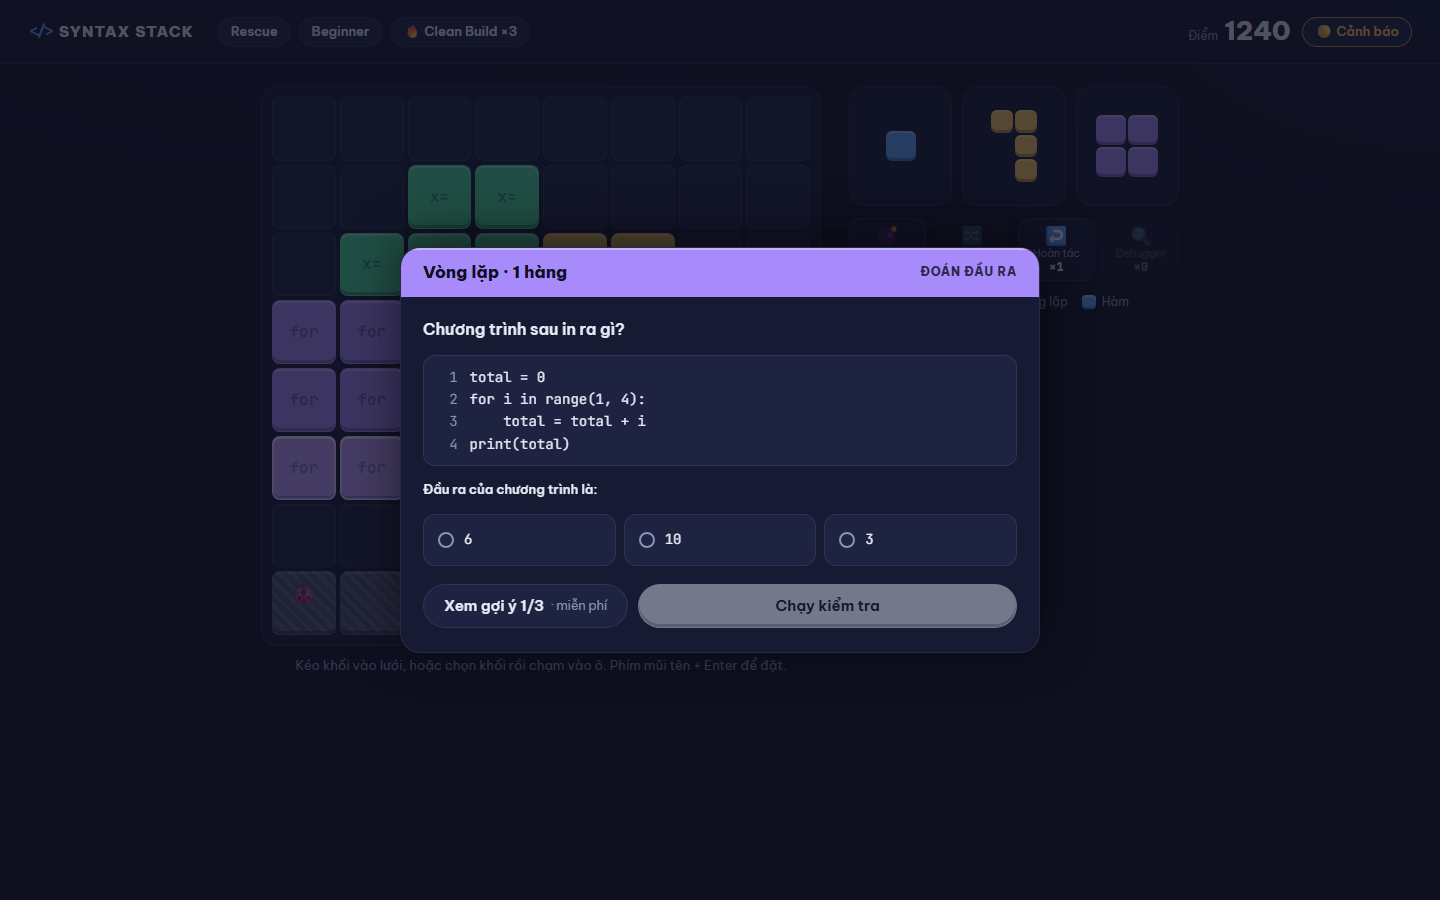 </> SYNTAX STACK
Rescue
Beginner
Clean Build ×3
Điểm 1240
Cảnh báo
x= x=
x=
for for
for for
for for
Hoàn tác
×1
Debugger
×0
g lặp
Hàm
Vòng lặp · 1 hàng
ĐOÁN ĐẦU RA
Chương trình sau in ra gì?
1 total = 0
2 for i in range(1, 4):
3 total = total + i
4 print(total)
Đầu ra của chương trình là:
6
10
3
Xem gợi ý 1/3 · miễn phí
Chạy kiểm tra
Kéo khối vào lưới, hoặc chọn khối rồi chạm vào ô. Phím mũi tên + Enter để đặt.